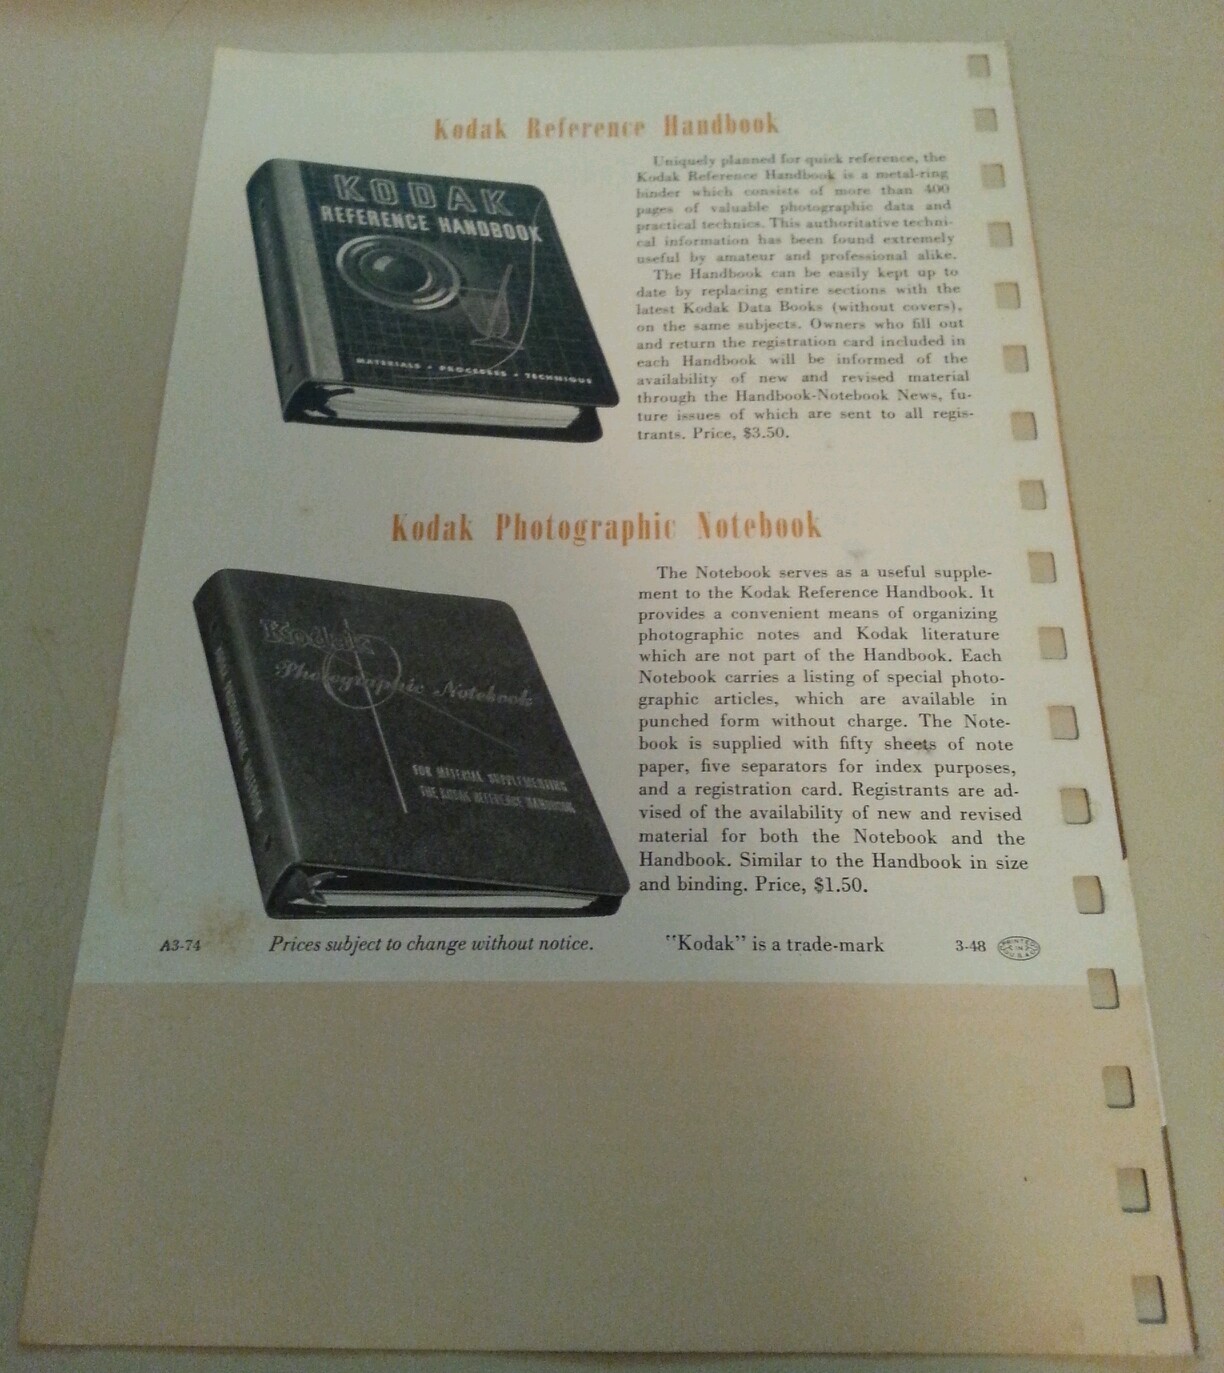 Kodak Reference Handbook
KODAK
REFERENCE HANDBOOK
MATERIALS • PROCESSES • TECHNIQUE
Uniquely planned for quick reference, the
Kodak Reference Handbook is a metal-ring
binder which consists of more than 400
pages of valuable photographic data and
practical technics. This authoritative techni-
cal information has been found extremely
useful by amateur and professional alike.
The Handbook can be easily kept up to
date by replacing entire sections with the
latest Kodak Data Books (without covers),
on the same subjects. Owners who fill out
and return the registration card included in
each Handbook will be informed of the
availability of new and revised material
through the Handbook-Notebook News, fu-
ture issues of which are sent to all regis-
trants. Price, $3.50.
Kodak Photographic Notebook
Kodak
Photographic Notebook
FOR MATERIAL SUPPLEMENTING
THE KODAK REFERENCE HANDBOOK
KODAK PHOTOGRAPHIC NOTEBOOK
The Notebook serves as a useful supple-
ment to the Kodak Reference Handbook. It
provides a convenient means of organizing
photographic notes and Kodak literature
which are not part of the Handbook. Each
Notebook carries a listing of special photo-
graphic articles, which are available in
punched form without charge. The Note-
book is supplied with fifty sheets of note
paper, five separators for index purposes,
and a registration card. Registrants are ad-
vised of the availability of new and revised
material for both the Notebook and the
Handbook. Similar to the Handbook in size
and binding. Price, $1.50.
A3-74 Prices subject to change without notice. "Kodak" is a trade-mark 3-48 PRINTED IN U.S.A.